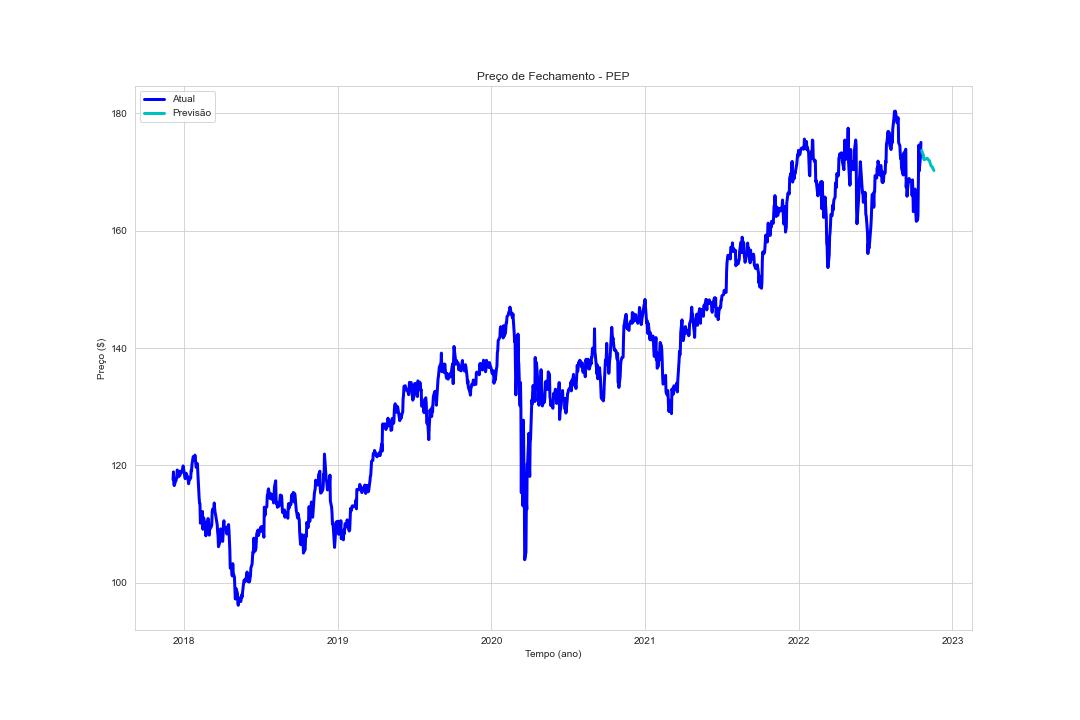 Preço de Fechamento - PEP
Atual
Previsão
180
160
140
120
100
Preço ($)
2018 2019 2020 2021 2022 2023
Tempo (ano)